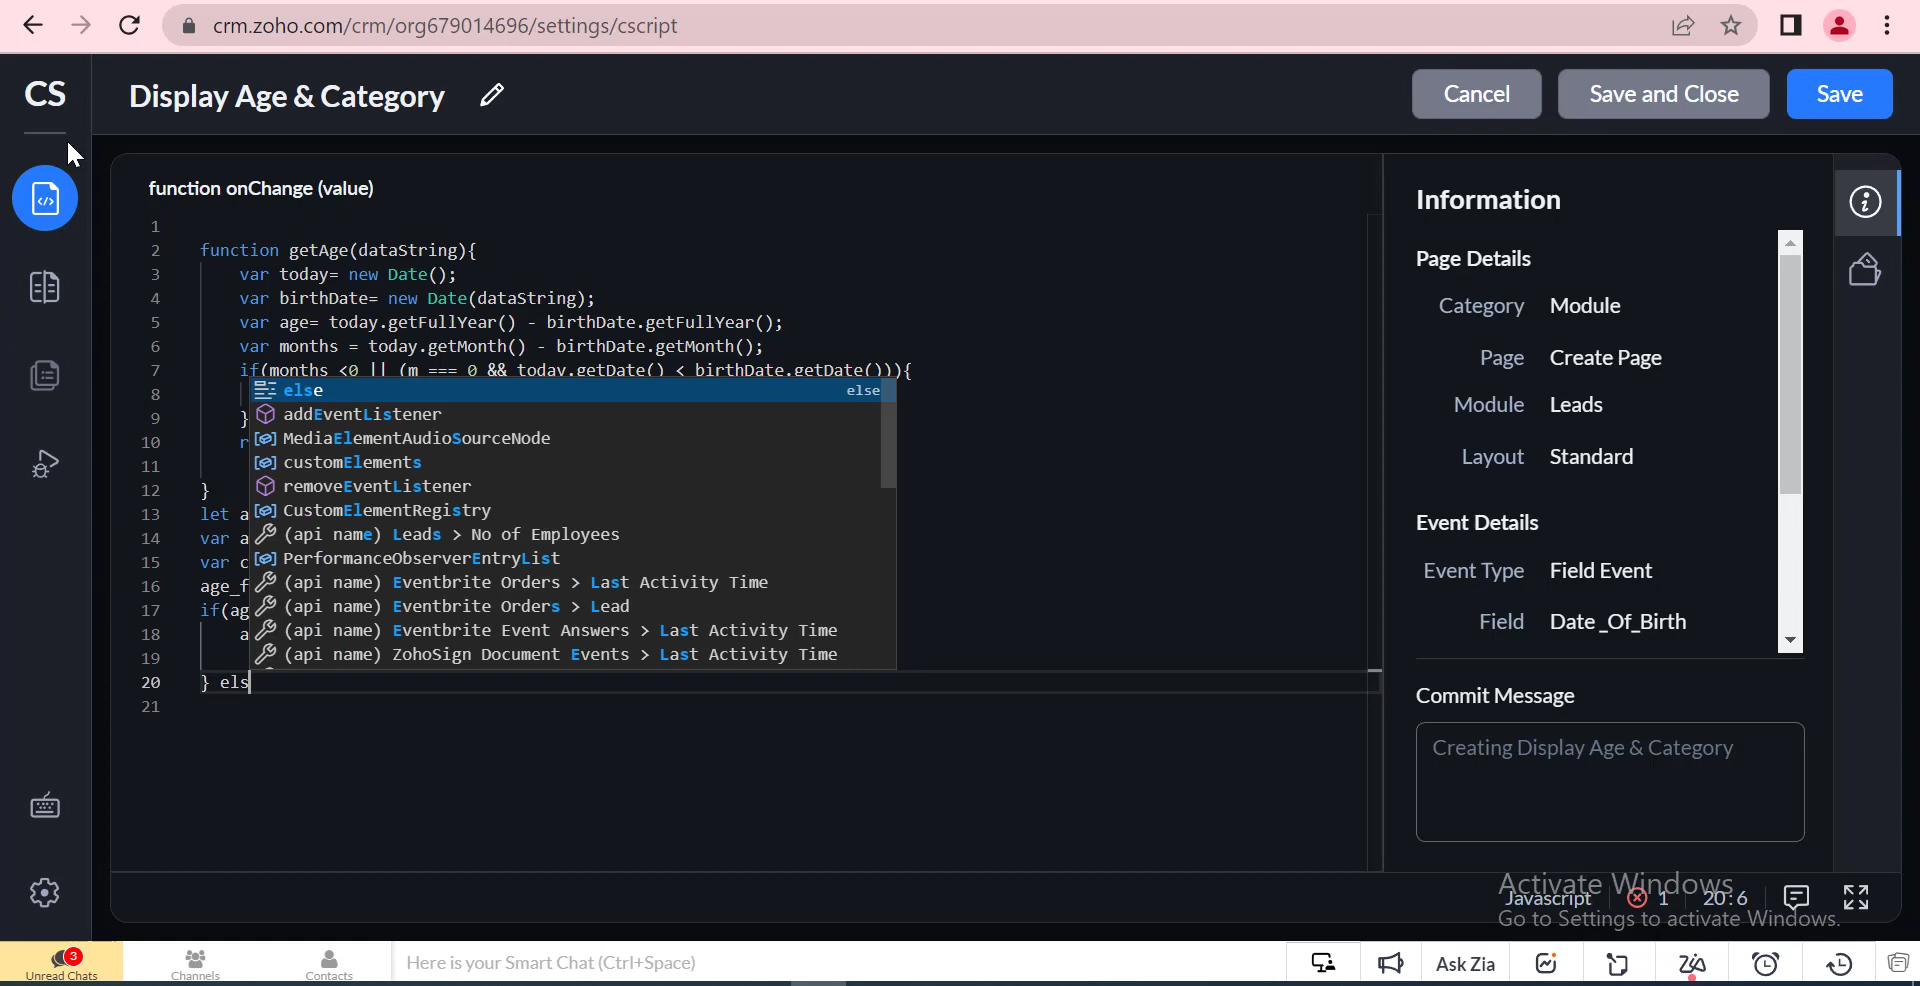 crm.zoho.com/crm/org679014696/settings/cscript
CS
Display Age & Category
Cancel
Save and Close
Save
function onChange (value)
1
2 function getAge(dataString){
3 var today= new Date();
4 var birthDate= new Date(dataString);
5 var age= today.getFullYear() - birthDate.getFullYear();
6 var months = today.getMonth() - birthDate.getMonth();
7 if(months <0 || (m === 0 && today.getDate() < birthDate.getDate())){
8
9 }
10 r
11
12 }
13 let a
14 var a
15 var c
16 age_f
17 if(ag
18 a
19
20 } els
21
else else
addEventListener
MediaElementAudioSourceNode
customElements
removeEventListener
CustomElementRegistry
(api name) Leads > No of Employees
PerformanceObserverEntryList
(api name) Eventbrite Orders > Last Activity Time
(api name) Eventbrite Orders > Lead
(api name) Eventbrite Event Answers > Last Activity Time
(api name) ZohoSign Document Events > Last Activity Time
Information
Page Details
Category Module
Page Create Page
Module Leads
Layout Standard
Event Details
Event Type Field Event
Field Date_Of_Birth
Commit Message
Creating Display Age & Category
Activate Windows
Go to Settings to activate Windows.
Javascript 1 20:6
3
Unread Chats
Channels
Contacts
Here is your Smart Chat (Ctrl+Space)
Ask Zia